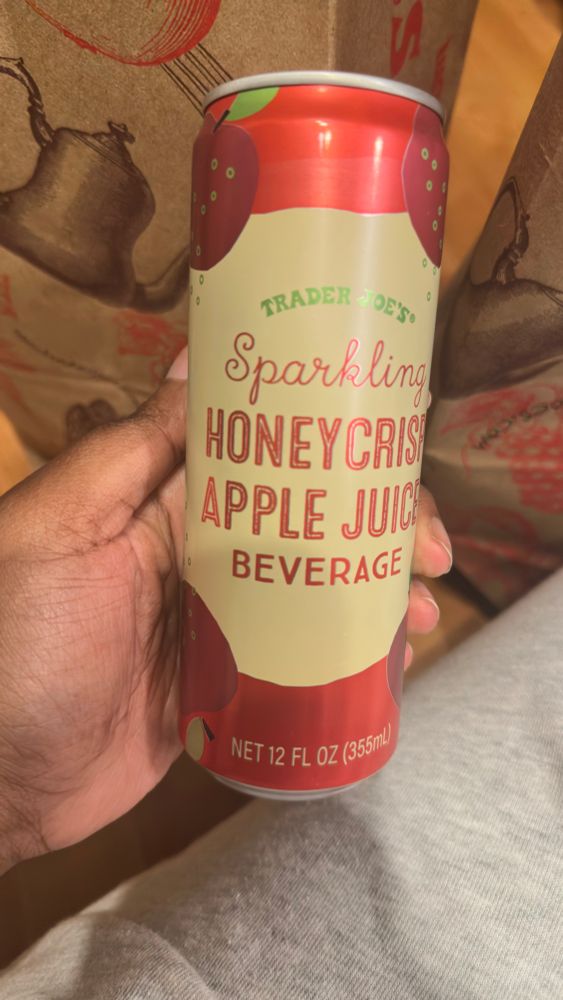 TRADER JOE'S®
Sparkling
HONEYCRISP
APPLE JUICE
BEVERAGE
NET 12 FL OZ (355mL)